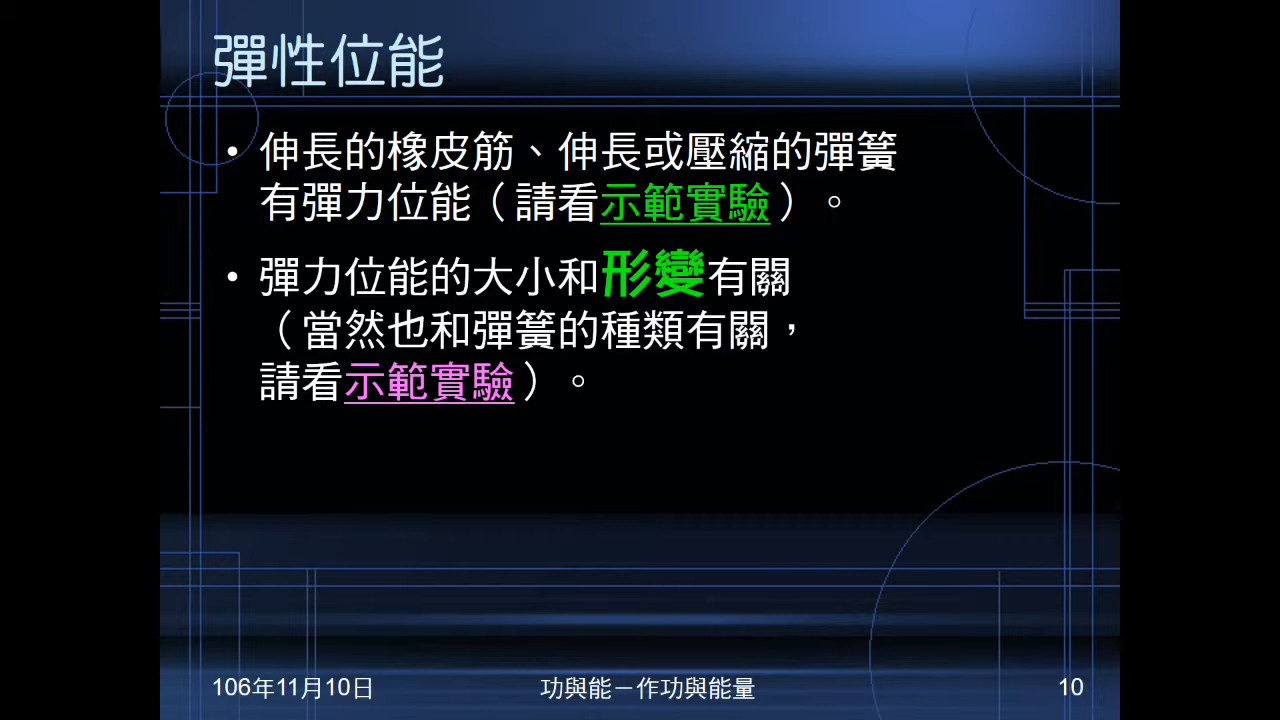 彈性位能
• 伸長的橡皮筋、伸長或壓縮的彈簧
有彈力位能（請看示範實驗）。
• 彈力位能的大小和形變有關
（當然也和彈簧的種類有關，
請看示範實驗）。
106年11月10日
功與能－作功與能量
10